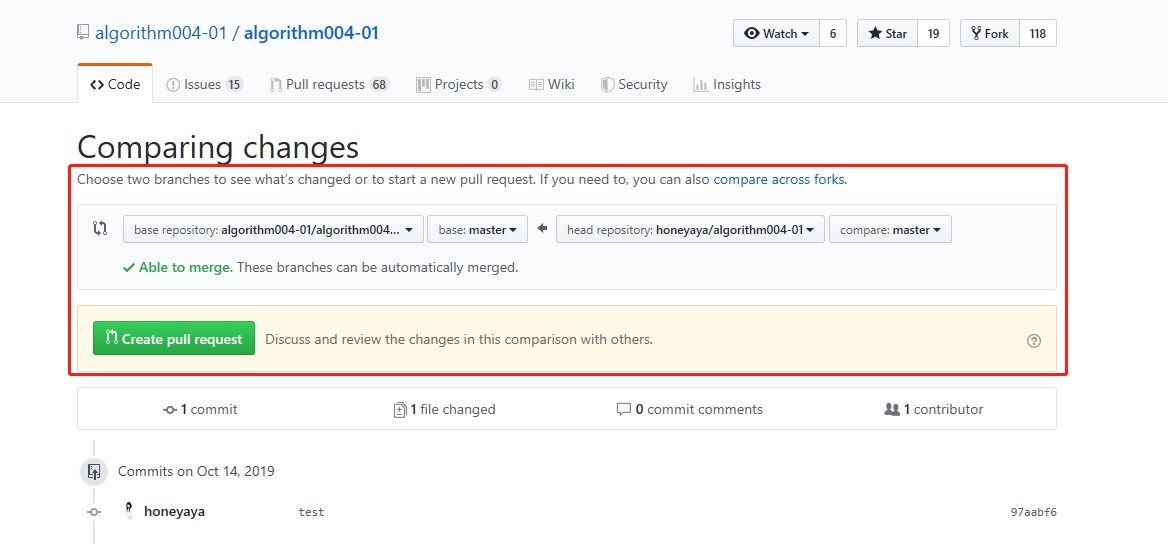 algorithm004-01 / algorithm004-01
Watch 6 Star 19 Fork 118
Code Issues 15 Pull requests 68 Projects 0 Wiki Security Insights
Comparing changes
Choose two branches to see what's changed or to start a new pull request. If you need to, you can also compare across forks.
base repository: algorithm004-01/algorithm004... base: master head repository: honeyaya/algorithm004-01 compare: master
Able to merge. These branches can be automatically merged.
Create pull request Discuss and review the changes in this comparison with others.
1 commit 1 file changed 0 commit comments 1 contributor
Commits on Oct 14, 2019
honeyaya test 97aabf6